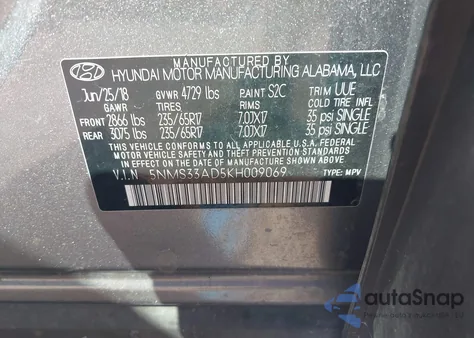 MANUFACTURED BY
HYUNDAI MOTOR MANUFACTURING ALABAMA, LLC
Jun/25/18 GVWR 4729 lbs PAINT S2C TRIM UUE
GAWR TIRES RIMS COLD TIRE INFL
FRONT 2866 lbs 235/65R17 7.0JX17 35 psi SINGLE
REAR 3075 lbs 235/65R17 7.0JX17 35 psi SINGLE
THIS VEHICLE CONFORMS TO ALL APPLICABLE U.S. FEDERAL
MOTOR VEHICLE SAFETY, BUMPER, AND THEFT PREVENTION STANDARDS
IN EFFECT ON THE DATE OF MANUFACTURE SHOWN ABOVE.
V.I.N 5NMS33AD5KH009069 TYPE: MPV
autoSnap